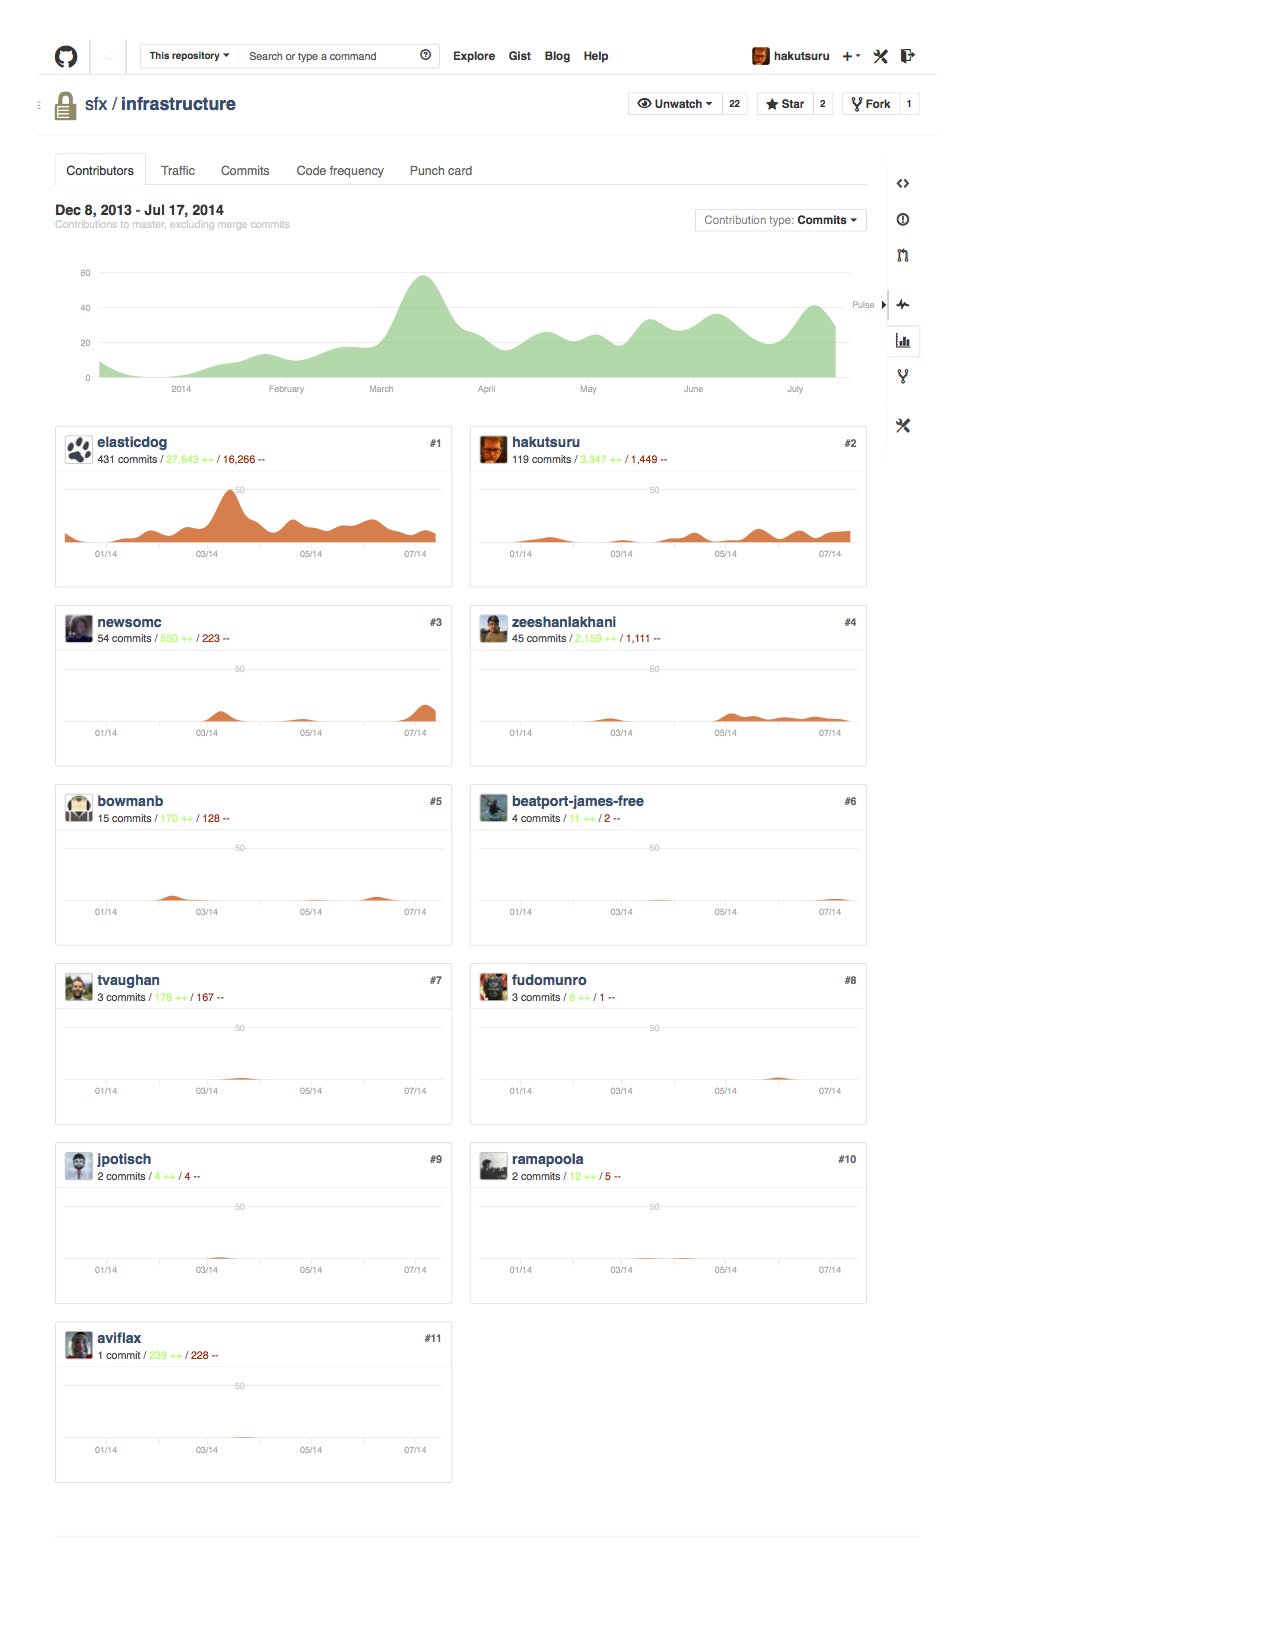 This repository Search or type a command Explore Gist Blog Help hakutsuru
sfx / infrastructure Unwatch 22 Star 2 Fork 1
Contributors Traffic Commits Code frequency Punch card
Dec 8, 2013 - Jul 17, 2014
Contributions to master, excluding merge commits
Contribution type: Commits
60
40
20
0
Pulse
2014 February March April May June July
elasticdog #1
431 commits / 27,643 ++ / 16,266 --
50
01/14 03/14 05/14 07/14
hakutsuru #2
119 commits / 3,347 ++ / 1,449 --
50
01/14 03/14 05/14 07/14
newsomc #3
54 commits / 550 ++ / 223 --
50
01/14 03/14 05/14 07/14
zeeshanlakhani #4
45 commits / 2,159 ++ / 1,111 --
50
01/14 03/14 05/14 07/14
bowmanb #5
15 commits / 170 ++ / 128 --
50
01/14 03/14 05/14 07/14
beatport-james-free #6
4 commits / 11 ++ / 2 --
50
01/14 03/14 05/14 07/14
tvaughan #7
3 commits / 178 ++ / 167 --
50
01/14 03/14 05/14 07/14
fudomunro #8
3 commits / 6 ++ / 1 --
50
01/14 03/14 05/14 07/14
jpotisch #9
2 commits / 4 ++ / 4 --
50
01/14 03/14 05/14 07/14
ramapoola #10
2 commits / 12 ++ / 5 --
50
01/14 03/14 05/14 07/14
aviflax #11
1 commit / 239 ++ / 228 --
50
01/14 03/14 05/14 07/14